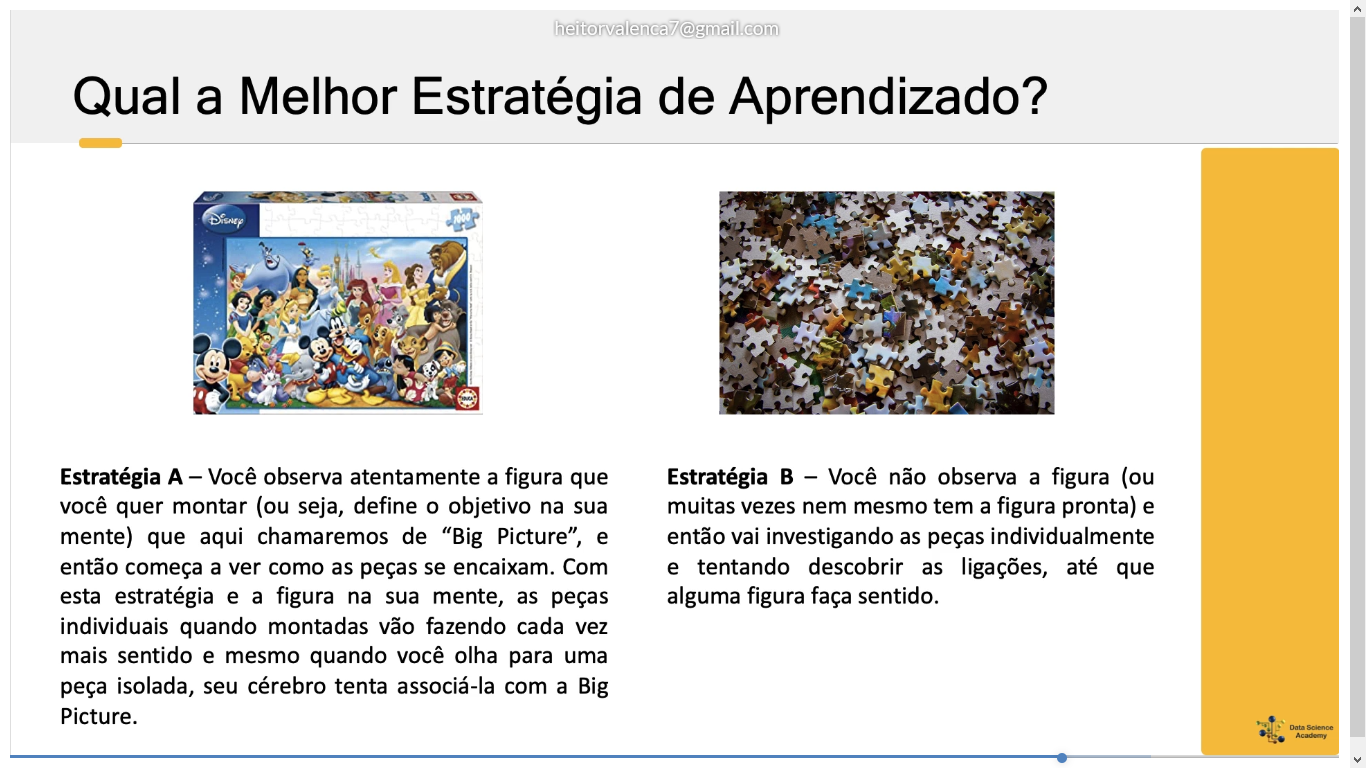 heitorvalenca7@gmail.com
Qual a Melhor Estratégia de Aprendizado?
Disney
1000
EDUCA
Estratégia A – Você observa atentamente a figura que
você quer montar (ou seja, define o objetivo na sua
mente) que aqui chamaremos de “Big Picture”, e
então começa a ver como as peças se encaixam. Com
esta estratégia e a figura na sua mente, as peças
individuais quando montadas vão fazendo cada vez
mais sentido e mesmo quando você olha para uma
peça isolada, seu cérebro tenta associá-la com a Big
Picture.
Estratégia B – Você não observa a figura (ou
muitas vezes nem mesmo tem a figura pronta) e
então vai investigando as peças individualmente
e tentando descobrir as ligações, até que
alguma figura faça sentido.
Data Science
Academy